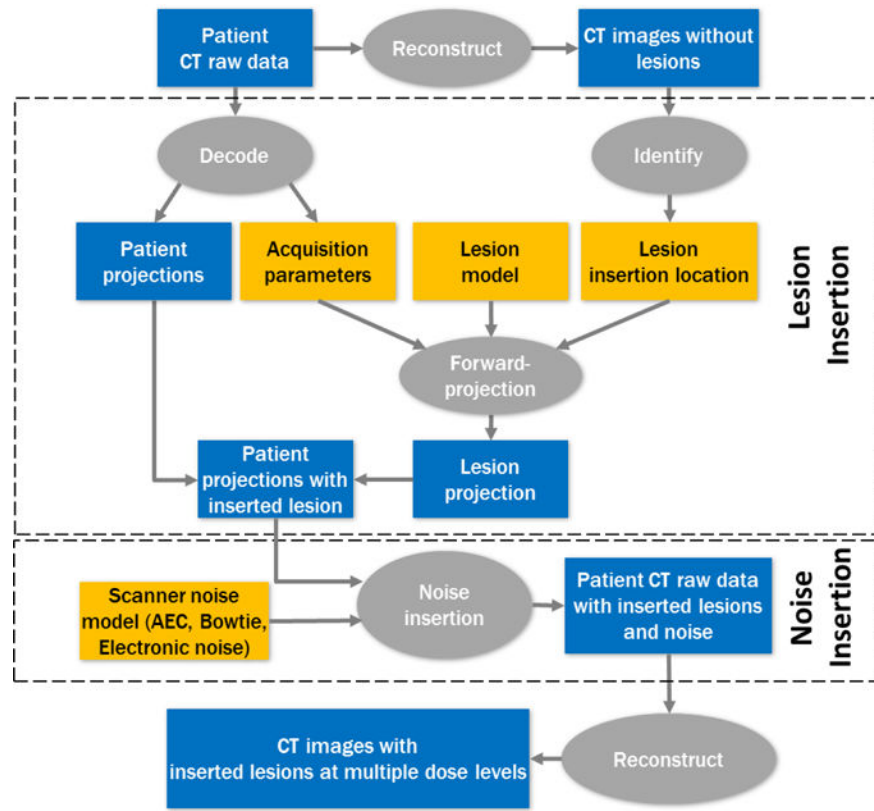 Patient
CT raw data
Reconstruct
CT images without
lesions
Decode
Identify
Patient
projections
Acquisition
parameters
Lesion
model
Lesion
insertion location
Lesion
Insertion
Forward-
projection
Patient
projections with
inserted lesion
Lesion
projection
Scanner noise
model (AEC, Bowtie,
Electronic noise)
Noise
insertion
Patient CT raw data
with inserted lesions
and noise
Noise
Insertion
CT images with
inserted lesions at multiple dose levels
Reconstruct